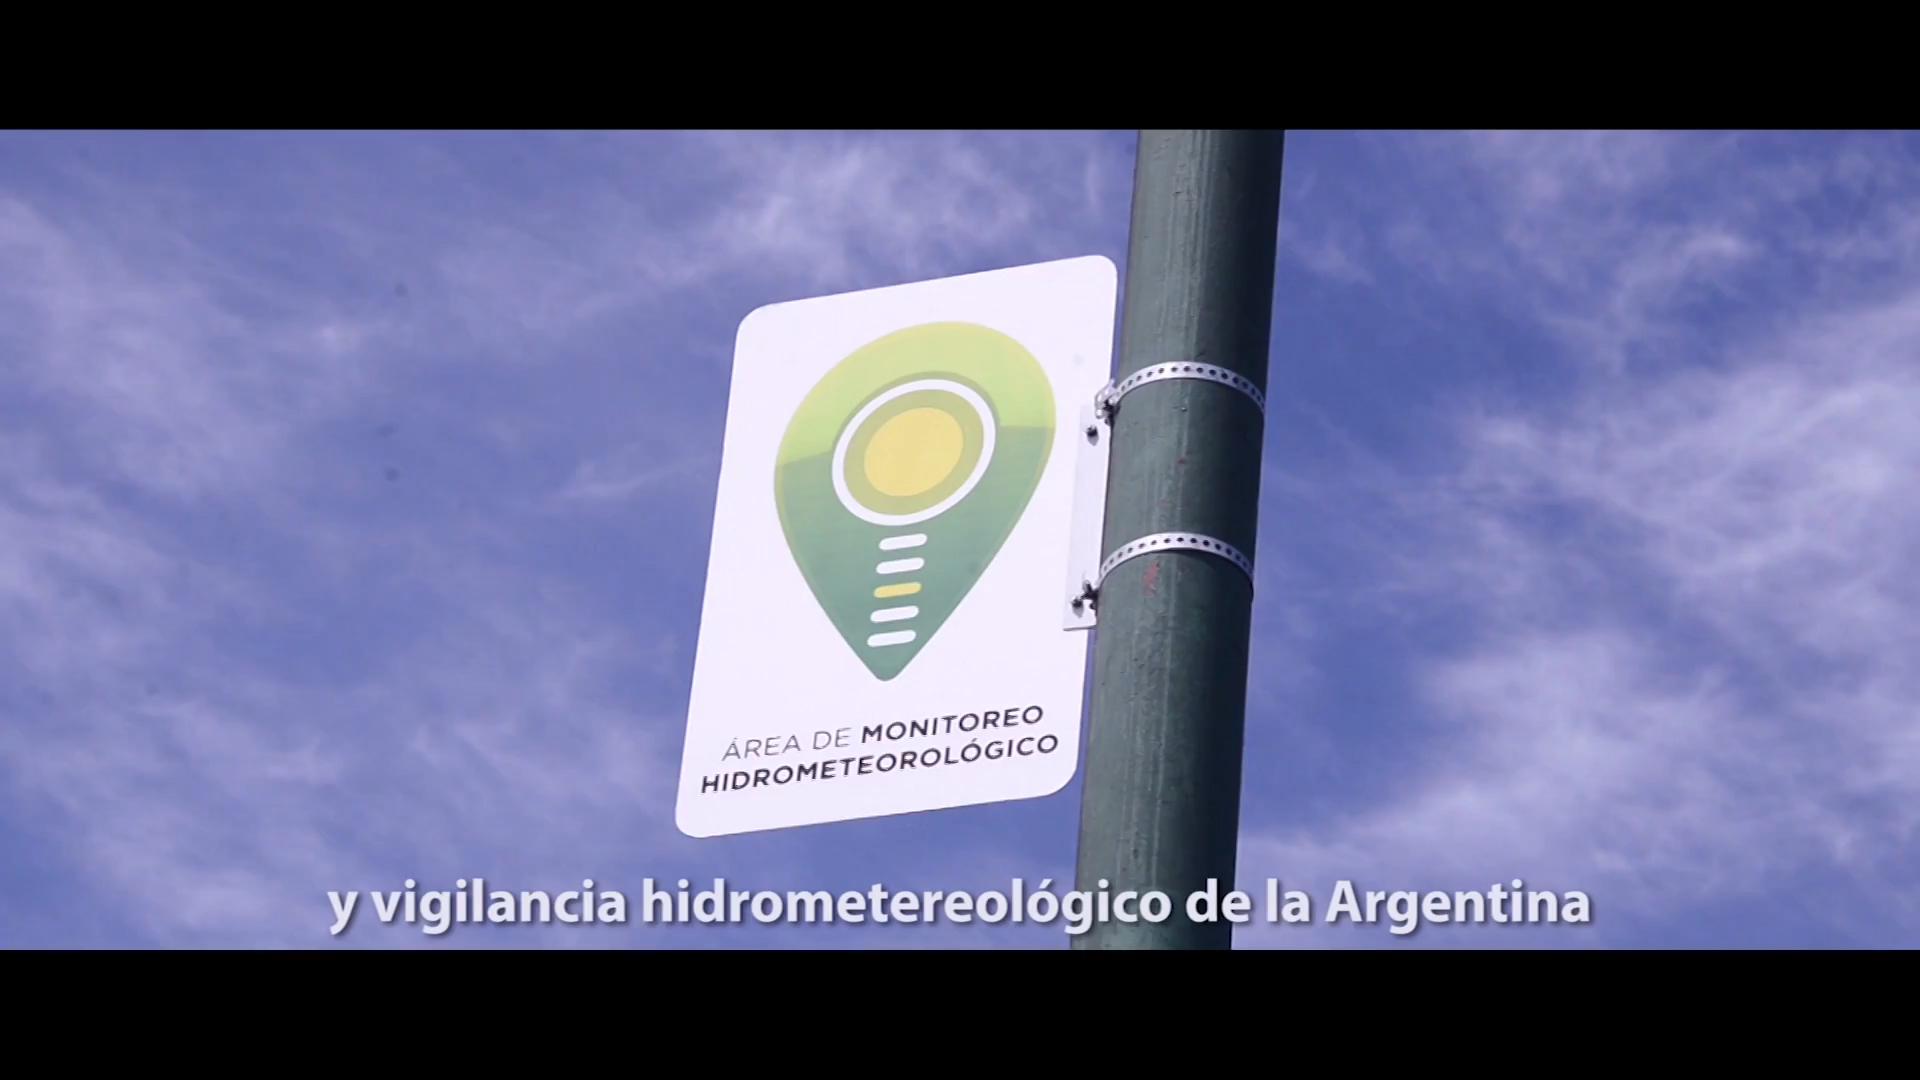 ÁREA DE MONITOREO
HIDROMETEOROLÓGICO
y vigilancia hidrometereológico de la Argentina